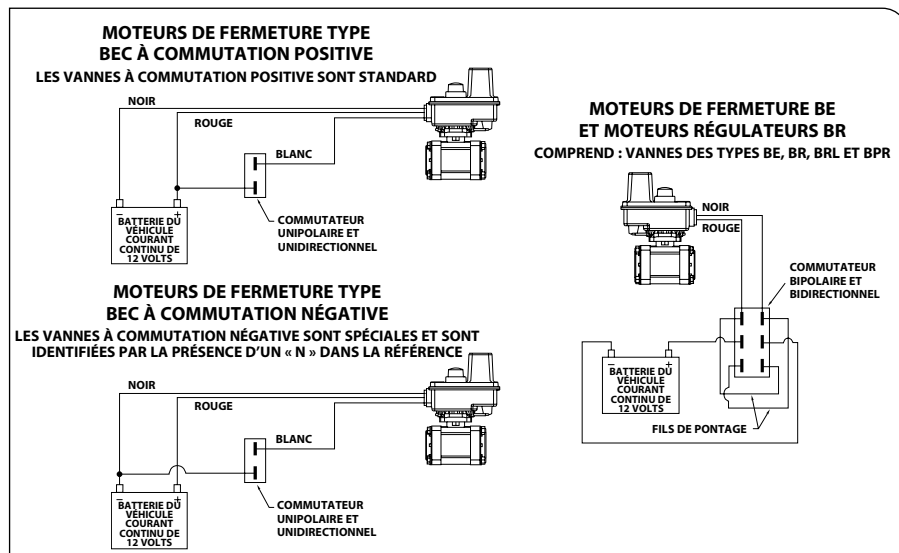 MOTEURS DE FERMETURE TYPE
BEC À COMMUTATION POSITIVE
LES VANNES À COMMUTATION POSITIVE SONT STANDARD
NOIR
ROUGE
BLANC
– +
BATTERIE DU
VÉHICULE
COURANT
CONTINU DE
12 VOLTS
COMMUTATEUR
UNIPOLAIRE ET
UNIDIRECTIONNEL
MOTEURS DE FERMETURE TYPE
BEC À COMMUTATION NÉGATIVE
LES VANNES À COMMUTATION NÉGATIVE SONT SPÉCIALES ET SONT
IDENTIFIÉES PAR LA PRÉSENCE D'UN « N » DANS LA RÉFÉRENCE
NOIR
ROUGE
BLANC
– +
BATTERIE DU
VÉHICULE
COURANT
CONTINU DE
12 VOLTS
COMMUTATEUR
UNIPOLAIRE ET
UNIDIRECTIONNEL
MOTEURS DE FERMETURE BE
ET MOTEURS RÉGULATEURS BR
COMPREND : VANNES DES TYPES BE, BR, BRL ET BPR
NOIR
ROUGE
COMMUTATEUR
BIPOLAIRE ET
BIDIRECTIONNEL
– +
BATTERIE DU
VÉHICULE
COURANT
CONTINU DE
12 VOLTS
FILS DE PONTAGE